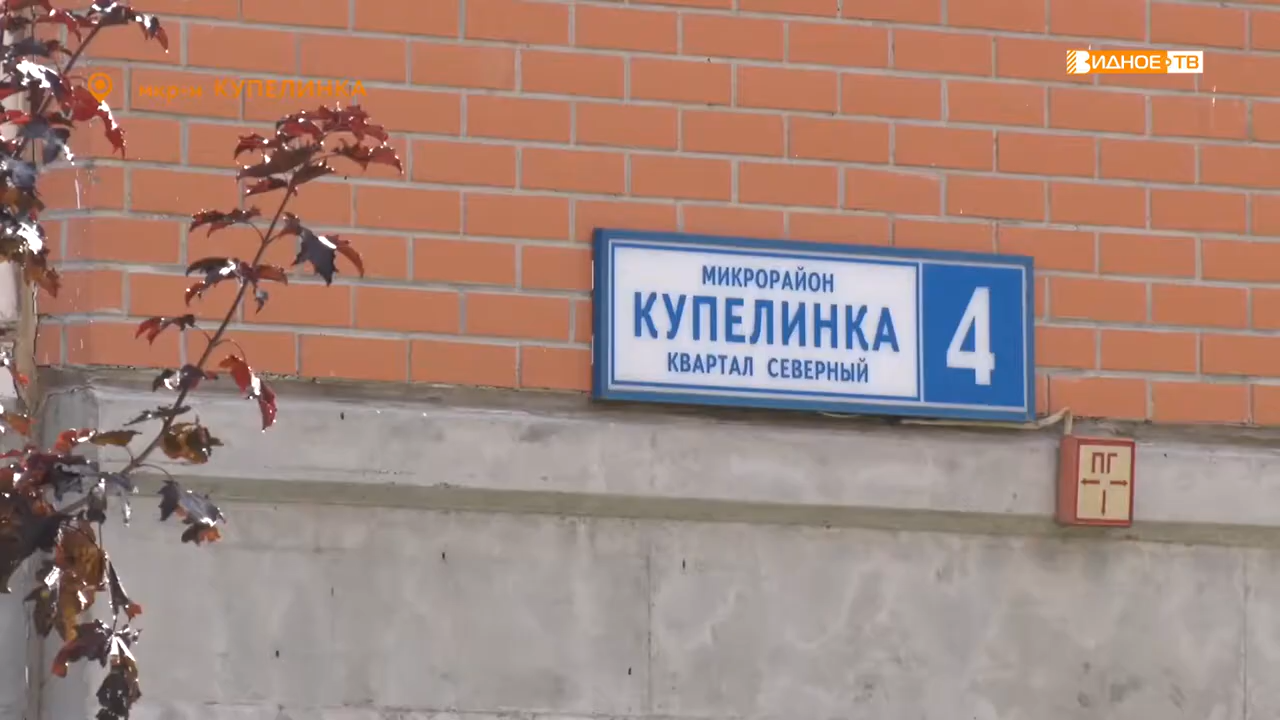 мкр-н КУПЕЛИНКА
ВИДНОЕ ТВ
МИКРОРАЙОН
КУПЕЛИНКА
КВАРТАЛ СЕВЕРНЫЙ
4
ПГ